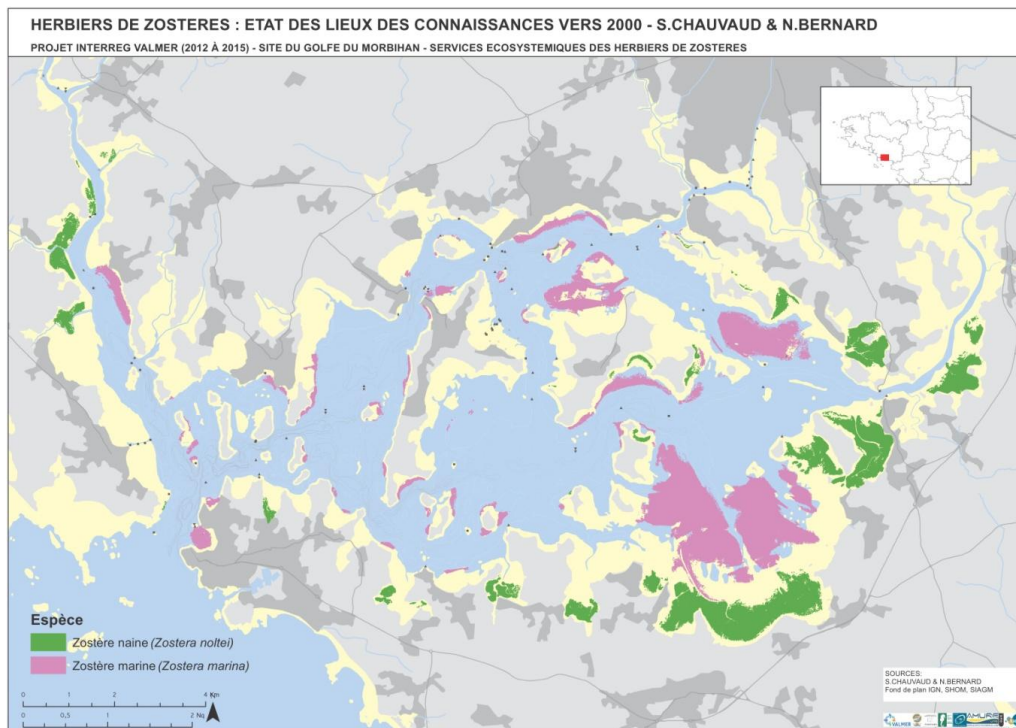 HERBIERS DE ZOSTERES : ETAT DES LIEUX DES CONNAISSANCES VERS 2000 - S.CHAUVAUD & N.BERNARD
PROJET INTERREG VALMER (2012 À 2015) - SITE DU GOLFE DU MORBIHAN - SERVICES ECOSYSTEMIQUES DES HERBIERS DE ZOSTERES
Espèce
Zostère naine (Zostera noltei)
Zostère marine (Zostera marina)
0 1 2 4 Km
0 0,5 1 2 Nq
SOURCES:
S.CHAUVAUD & N.BERNARD
Fond de plan IGN, SHOM, SIAGM
VALMER
AMURE